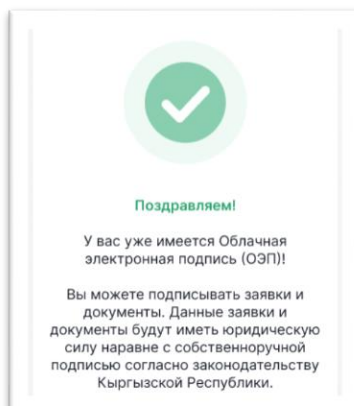 Поздравляем!
У вас уже имеется Облачная
электронная подпись (ОЭП)!
Вы можете подписывать заявки и
документы. Данные заявки и
документы будут иметь юридическую
силу наравне с собственноручной
подписью согласно законодательству
Кыргызской Республики.